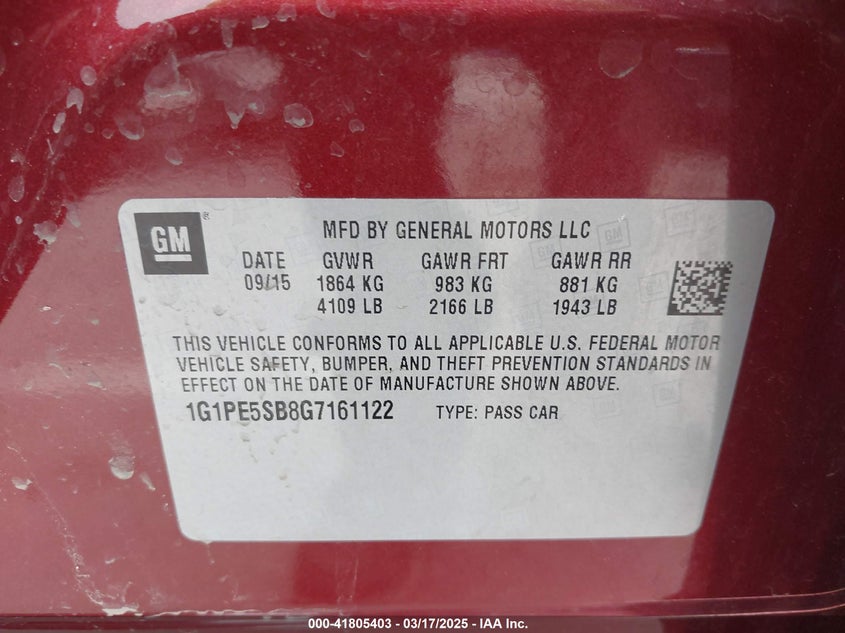 GM ®
MFD BY GENERAL MOTORS LLC
DATE GVWR GAWR FRT GAWR RR
09/15 1864 KG 983 KG 881 KG
4109 LB 2166 LB 1943 LB
THIS VEHICLE CONFORMS TO ALL APPLICABLE U.S. FEDERAL MOTOR
VEHICLE SAFETY, BUMPER, AND THEFT PREVENTION STANDARDS IN
EFFECT ON THE DATE OF MANUFACTURE SHOWN ABOVE.
1G1PE5SB8G7161122 TYPE: PASS CAR
000-41805403 - 03/17/2025 - IAA Inc.